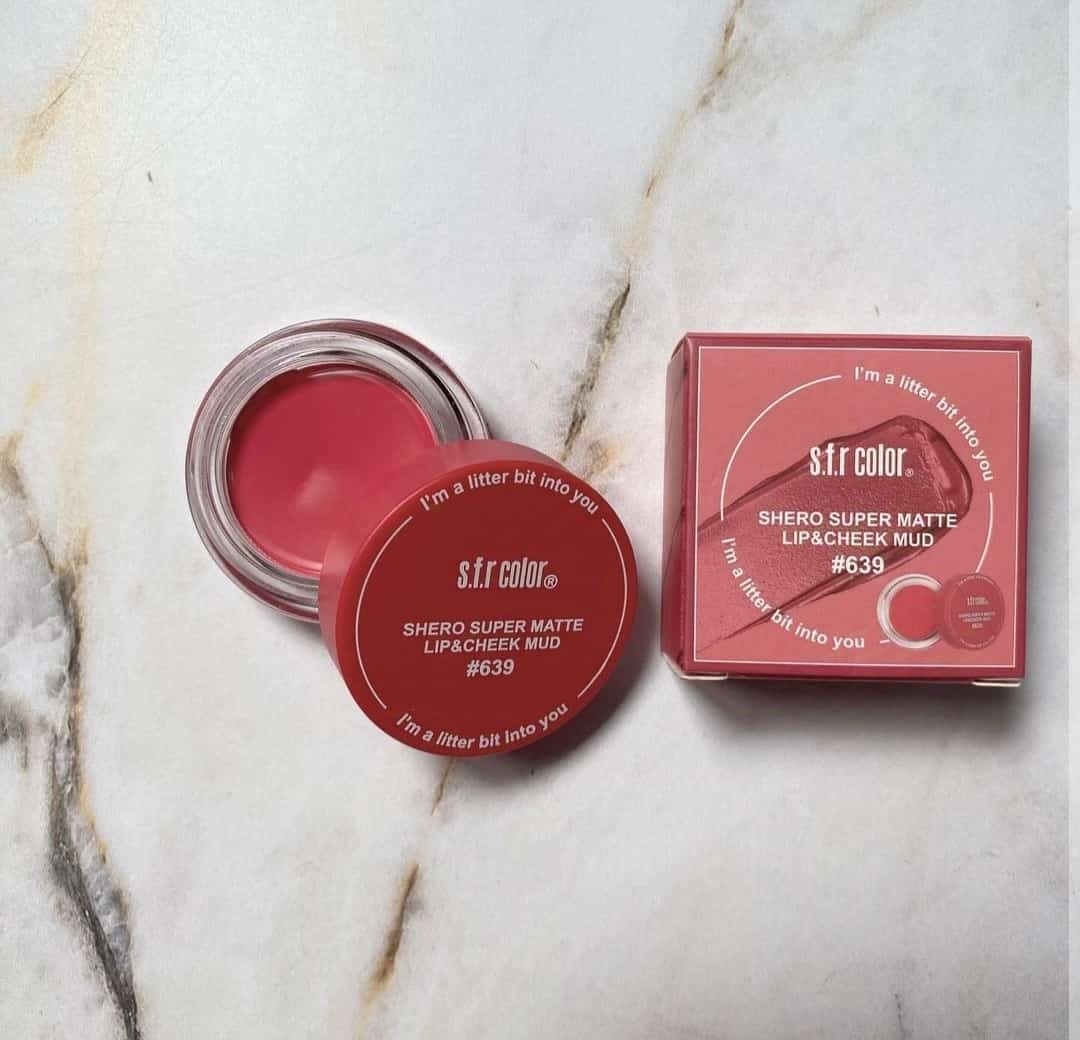 I'm a litter bit into you
s.f.r color®
SHERO SUPER MATTE
LIP&CHEEK MUD
#639
I'm a litter bit Into you
I'm a litter bit into you
s.f.r color®
SHERO SUPER MATTE
LIP&CHEEK MUD
#639
I'm a litter bit into you